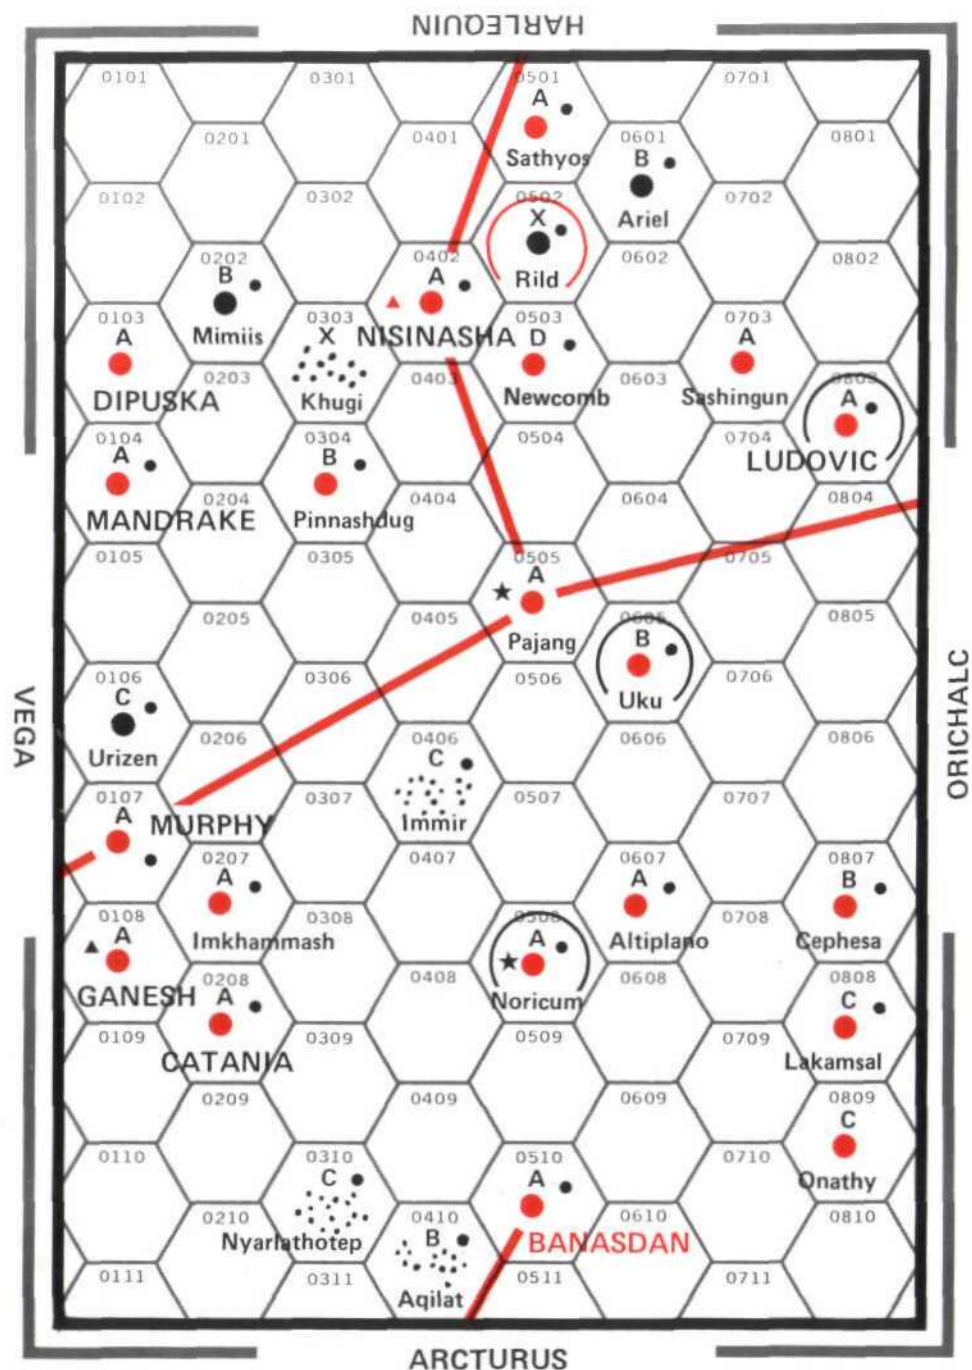 HARLEQUIN
0101
0301
0501
0701
A
Sathyos
0201
0401
0601
0801
B
Ariel
0102
0302
0502
0702
X
Rild
0202
0402
0602
0802
B
Mimiis
A
NISINASHA
0103
0303
0503
0703
A
DIPUSKA
X
Khugi
D
Newcomb
A
Sashingun
0203
0403
0603
0803
A
LUDOVIC
0104
0304
0504
0704
A
MANDRAKE
B
Pinnashdug
0204
0404
0604
0804
0105
0305
0505
0705
A
Pajang
0205
0405
0605
0805
B
Uku
0106
0306
0506
0706
C
Urizen
VEGA
ORICHALC
0206
0406
0606
0806
C
Immir
0107
0307
0507
0707
A
MURPHY
0207
0407
0607
0807
A
Imkhammash
A
Altiplano
B
Cephesa
0108
0308
0508
0708
A
GANESH
A
Noricum
0208
0408
0608
0808
A
CATANIA
C
Lakamsal
0109
0309
0509
0709
0209
0409
0609
0809
C
Onathy
0110
0310
0510
0710
C
Nyarlathotep
A
BANASDAN
0210
0410
0610
0810
B
Aqilat
0111
0311
0511
0711
ARCTURUS